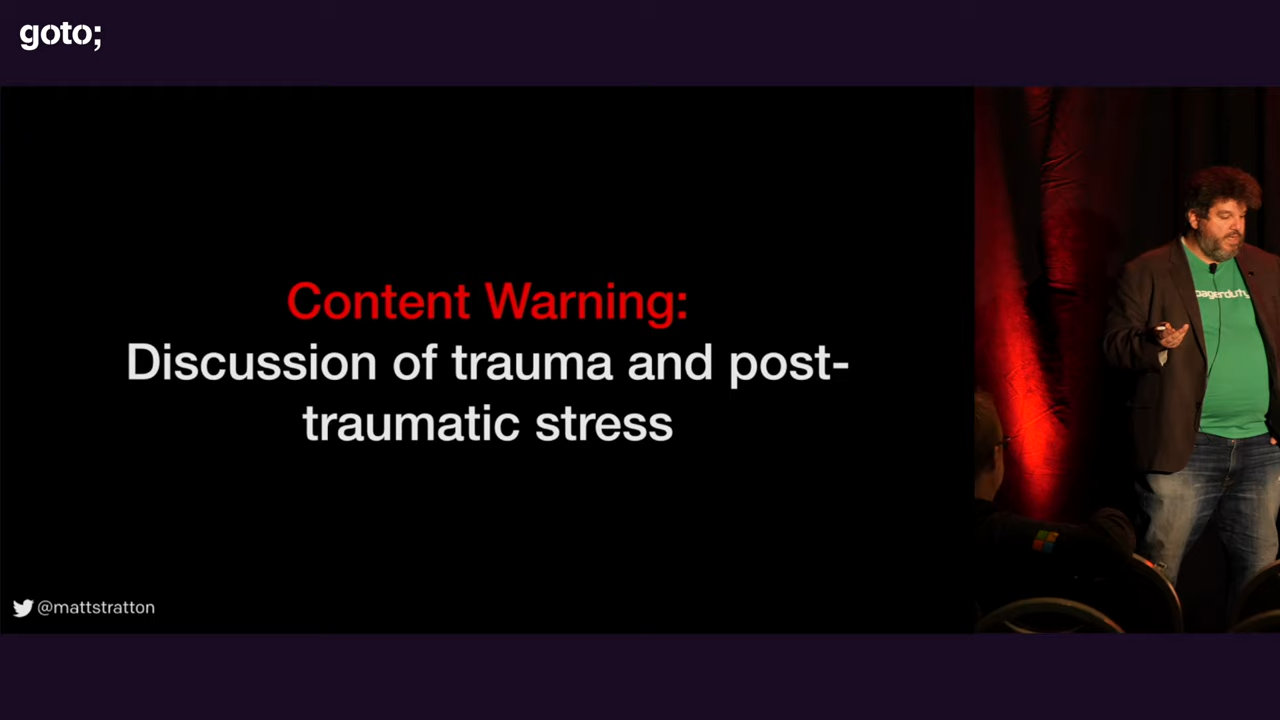 goto;
Content Warning:
Discussion of trauma and post-
traumatic stress
pagerduty
@mattstratton